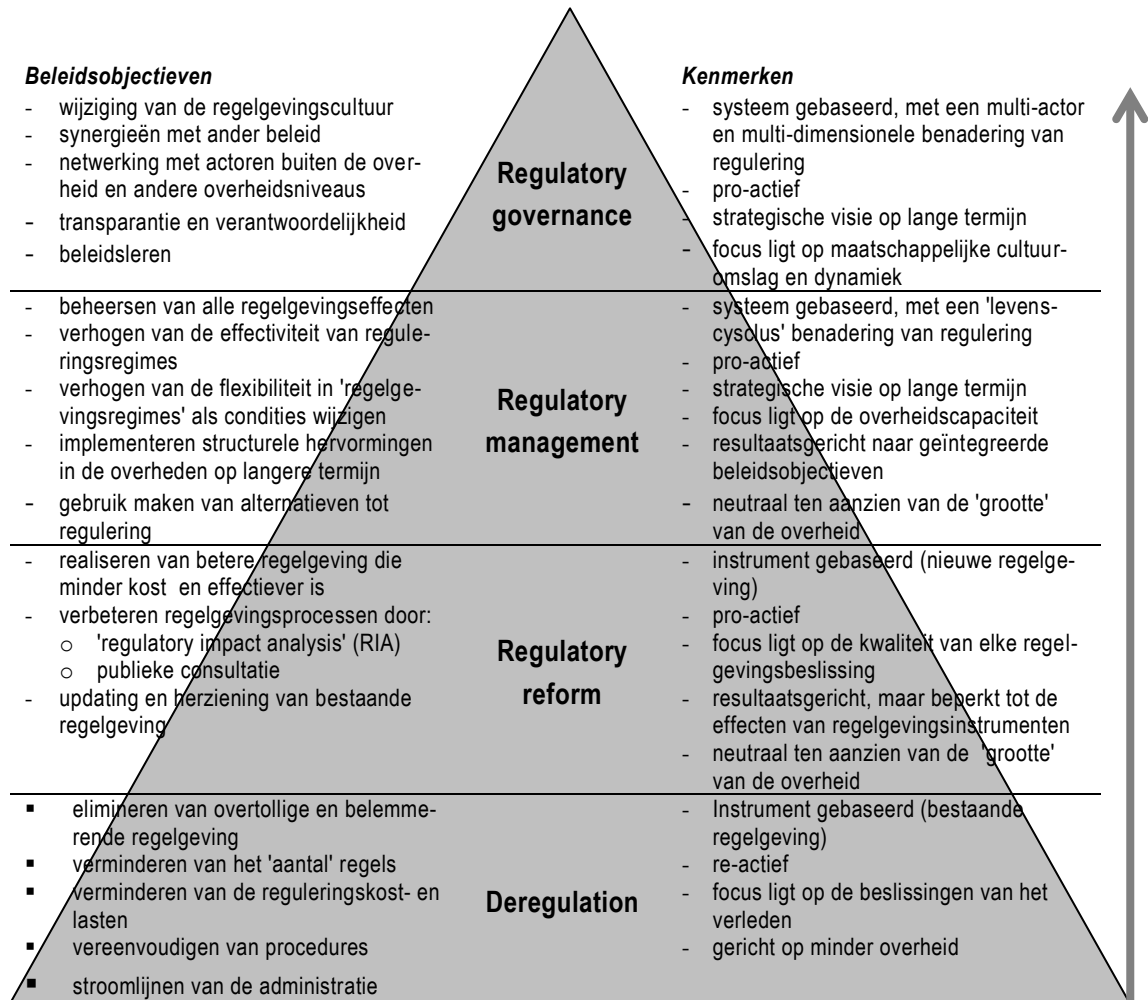 Beleidsobjectieven
- wijziging van de regelgevingscultuur
- synergieën met ander beleid
- netwerking met actoren buiten de over-
heid en andere overheidsniveaus
- transparantie en verantwoordelijkheid
- beleidsleren
Regulatory
governance
Kenmerken
- systeem gebaseerd, met een multi-actor
en multi-dimensionele benadering van
regulering
- pro-actief
- strategische visie op lange termijn
- focus ligt op maatschappelijke cultuur-
omslag en dynamiek
- beheersen van alle regelgevingseffecten
- verhogen van de effectiviteit van regule-
ringsregimes
- verhogen van de flexibiliteit in 'regelge-
vingsregimes' als condities wijzigen
- implementeren structurele hervormingen
in de overheden op langere termijn
- gebruik maken van alternatieven tot
regulering
Regulatory
management
- systeem gebaseerd, met een 'levens-
cysclus' benadering van regulering
- pro-actief
- strategische visie op lange termijn
- focus ligt op de overheidscapaciteit
- resultaatsgericht naar geïntegreerde
beleidsobjectieven
- neutraal ten aanzien van de 'grootte'
van de overheid
- realiseren van betere regelgeving die
minder kost en effectiever is
- verbeteren regelgevingsprocessen door:
o 'regulatory impact analysis' (RIA)
o publieke consultatie
- updating en herziening van bestaande
regelgeving
Regulatory
reform
- instrument gebaseerd (nieuwe regelge-
ving)
- pro-actief
- focus ligt op de kwaliteit van elke regel-
gevingsbeslissing
- resultaatsgericht, maar beperkt tot de
effecten van regelgevingsinstrumenten
- neutraal ten aanzien van de 'grootte'
van de overheid
▪ elimineren van overtollige en belemme-
rende regelgeving
▪ verminderen van het 'aantal' regels
▪ verminderen van de reguleringskost- en
lasten
▪ vereenvoudigen van procedures
▪ stroomlijnen van de administratie
Deregulation
- Instrument gebaseerd (bestaande
regelgeving)
- re-actief
- focus ligt op de beslissingen van het
verleden
- gericht op minder overheid